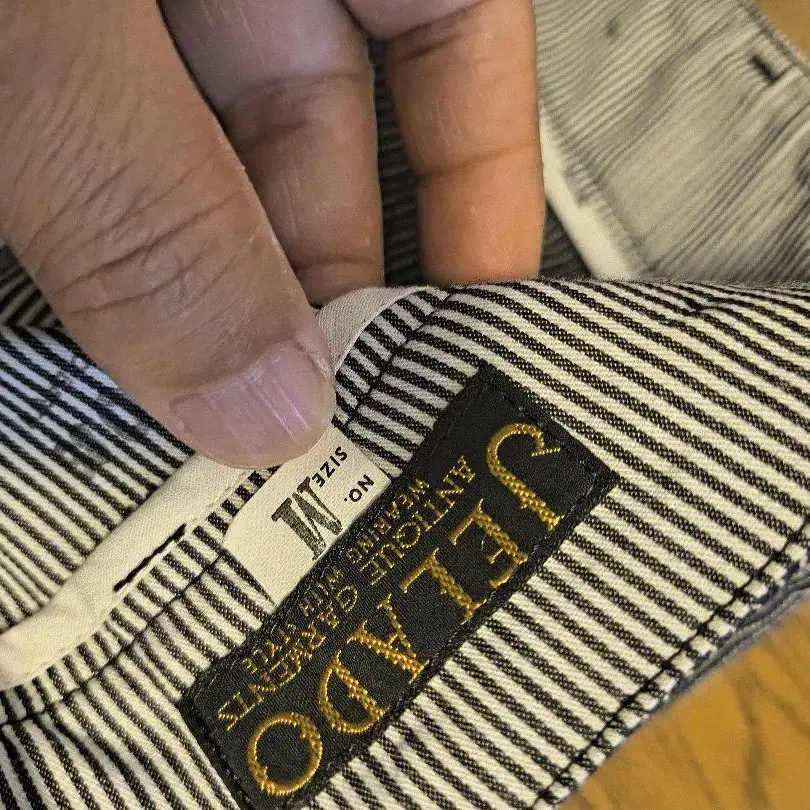 JELADO
ANTIQUE GARMENTS
WEARING WITH STYLE
NO.
SIZE M